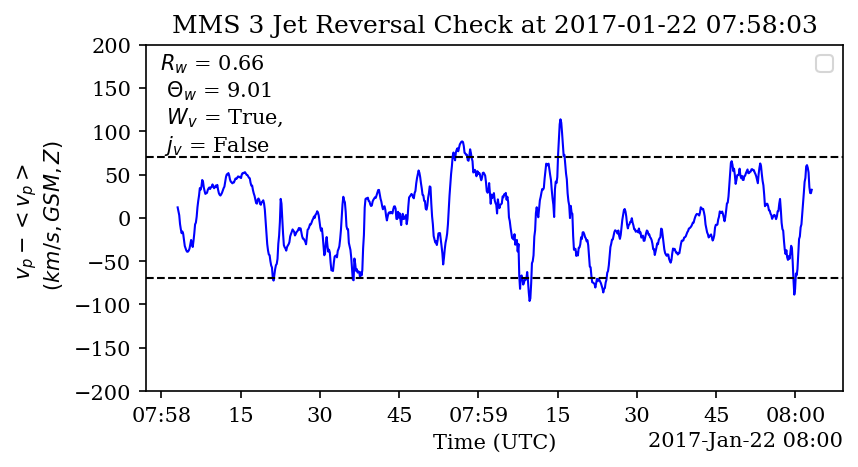 MMS 3 Jet Reversal Check at 2017-01-22 07:58:03
R_w = 0.66
Θ_w = 9.01
W_v = True,
j_v = False
v_p − < v_p >
(km/s, GSM, Z)
200
150
100
50
0
−50
−100
−150
−200
07:58 15 30 45 07:59 15 30 45 08:00
Time (UTC)
2017-Jan-22 08:00